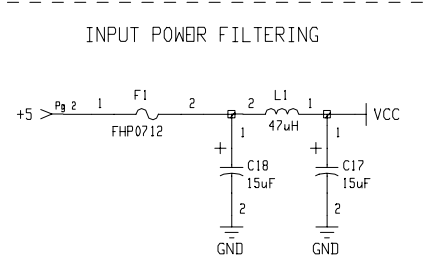 INPUT POWER FILTERING
+5 Pg 2 1 F1 2 2 L1 1 VCC
FHP0712 47uH
1 1
+ C18 + C17
15uF 15uF
2 2
GND GND